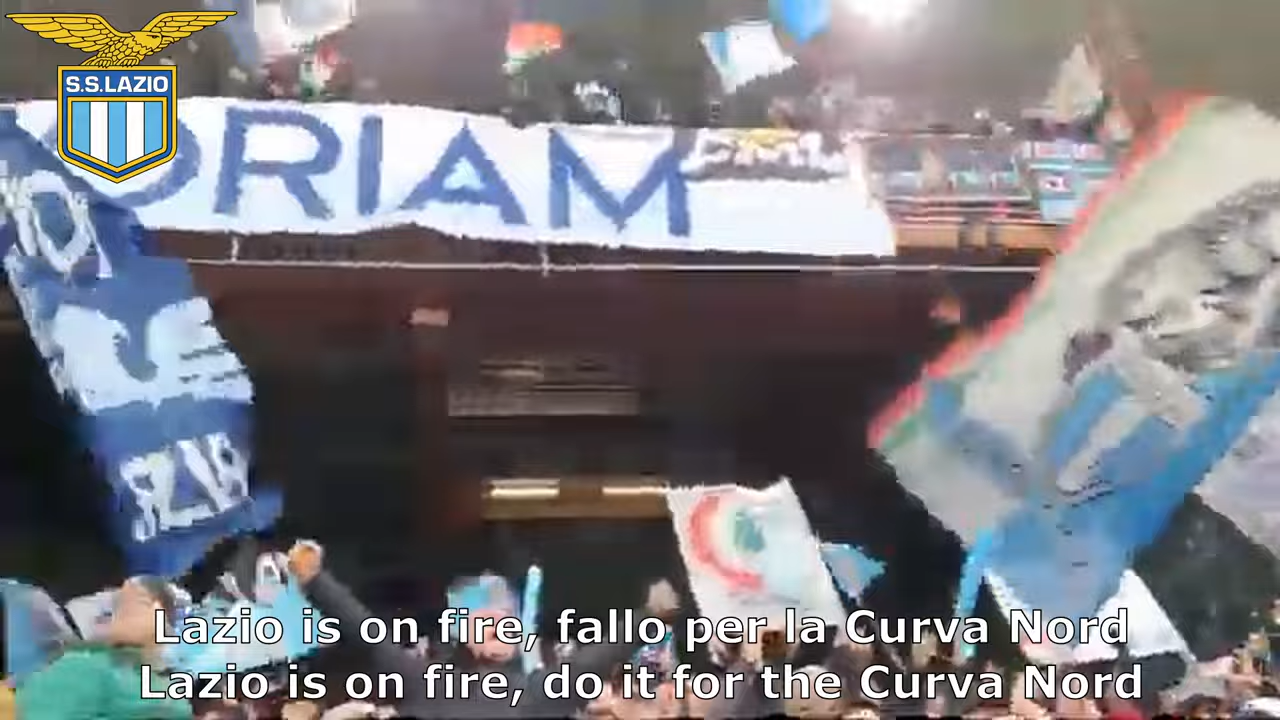 S.S.LAZIO
ORIAM
Lazio is on fire, fallo per la Curva Nord
Lazio is on fire, do it for the Curva Nord